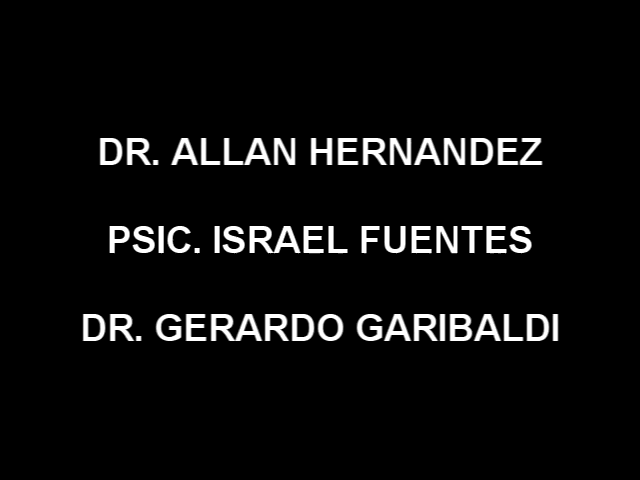 DR. ALLAN HERNANDEZ
PSIC. ISRAEL FUENTES
DR. GERARDO GARIBALDI